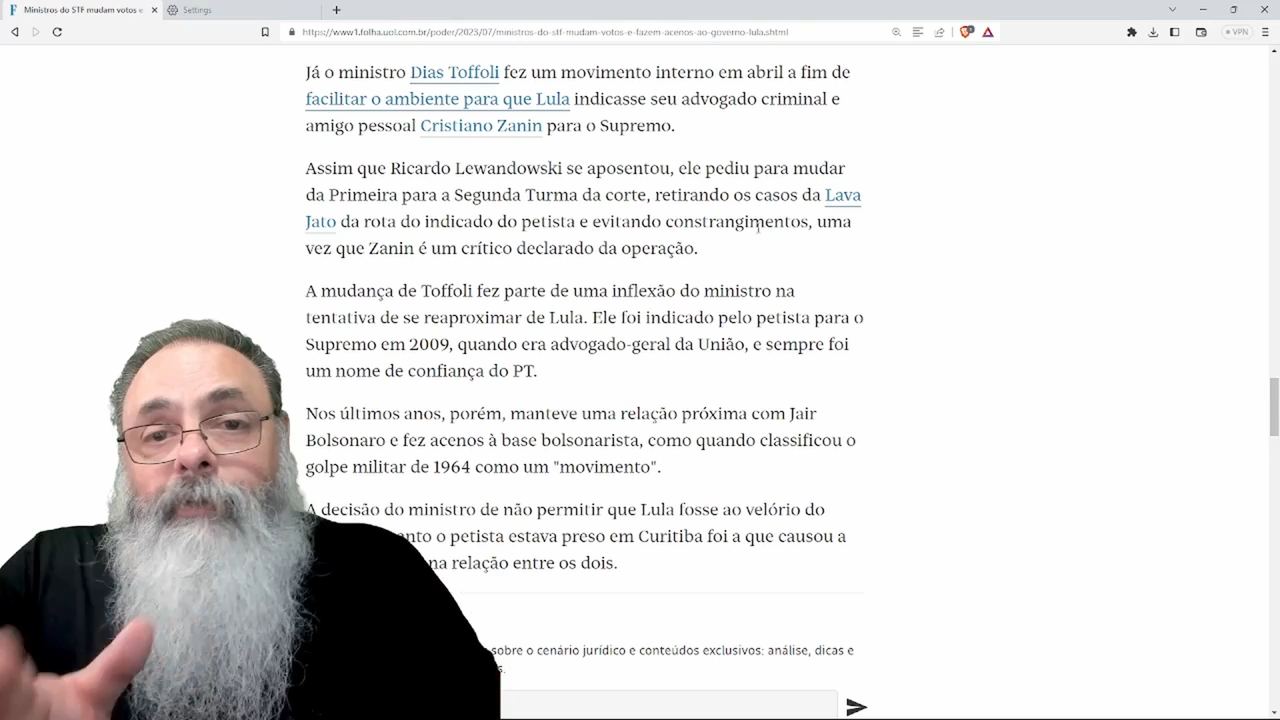 Ministros do STF mudam votos e
Settings
https://www1.folha.uol.com.br/poder/2023/07/ministros-do-stf-mudam-votos-e-fazem-acenos-ao-governo-lula.shtml
VPN
Já o ministro Dias Toffoli fez um movimento interno em abril a fim de
facilitar o ambiente para que Lula indicasse seu advogado criminal e
amigo pessoal Cristiano Zanin para o Supremo.
Assim que Ricardo Lewandowski se aposentou, ele pediu para mudar
da Primeira para a Segunda Turma da corte, retirando os casos da Lava
Jato da rota do indicado do petista e evitando constrangimentos, uma
vez que Zanin é um crítico declarado da operação.
A mudança de Toffoli fez parte de uma inflexão do ministro na
tentativa de se reaproximar de Lula. Ele foi indicado pelo petista para o
Supremo em 2009, quando era advogado-geral da União, e sempre foi
um nome de confiança do PT.
Nos últimos anos, porém, manteve uma relação próxima com Jair
Bolsonaro e fez acenos à base bolsonarista, como quando classificou o
golpe militar de 1964 como um "movimento".
A decisão do ministro de não permitir que Lula fosse ao velório do
o petista estava preso em Curitiba foi a que causou a
na relação entre os dois.
sobre o cenário jurídico e conteúdos exclusivos: análise, dicas e